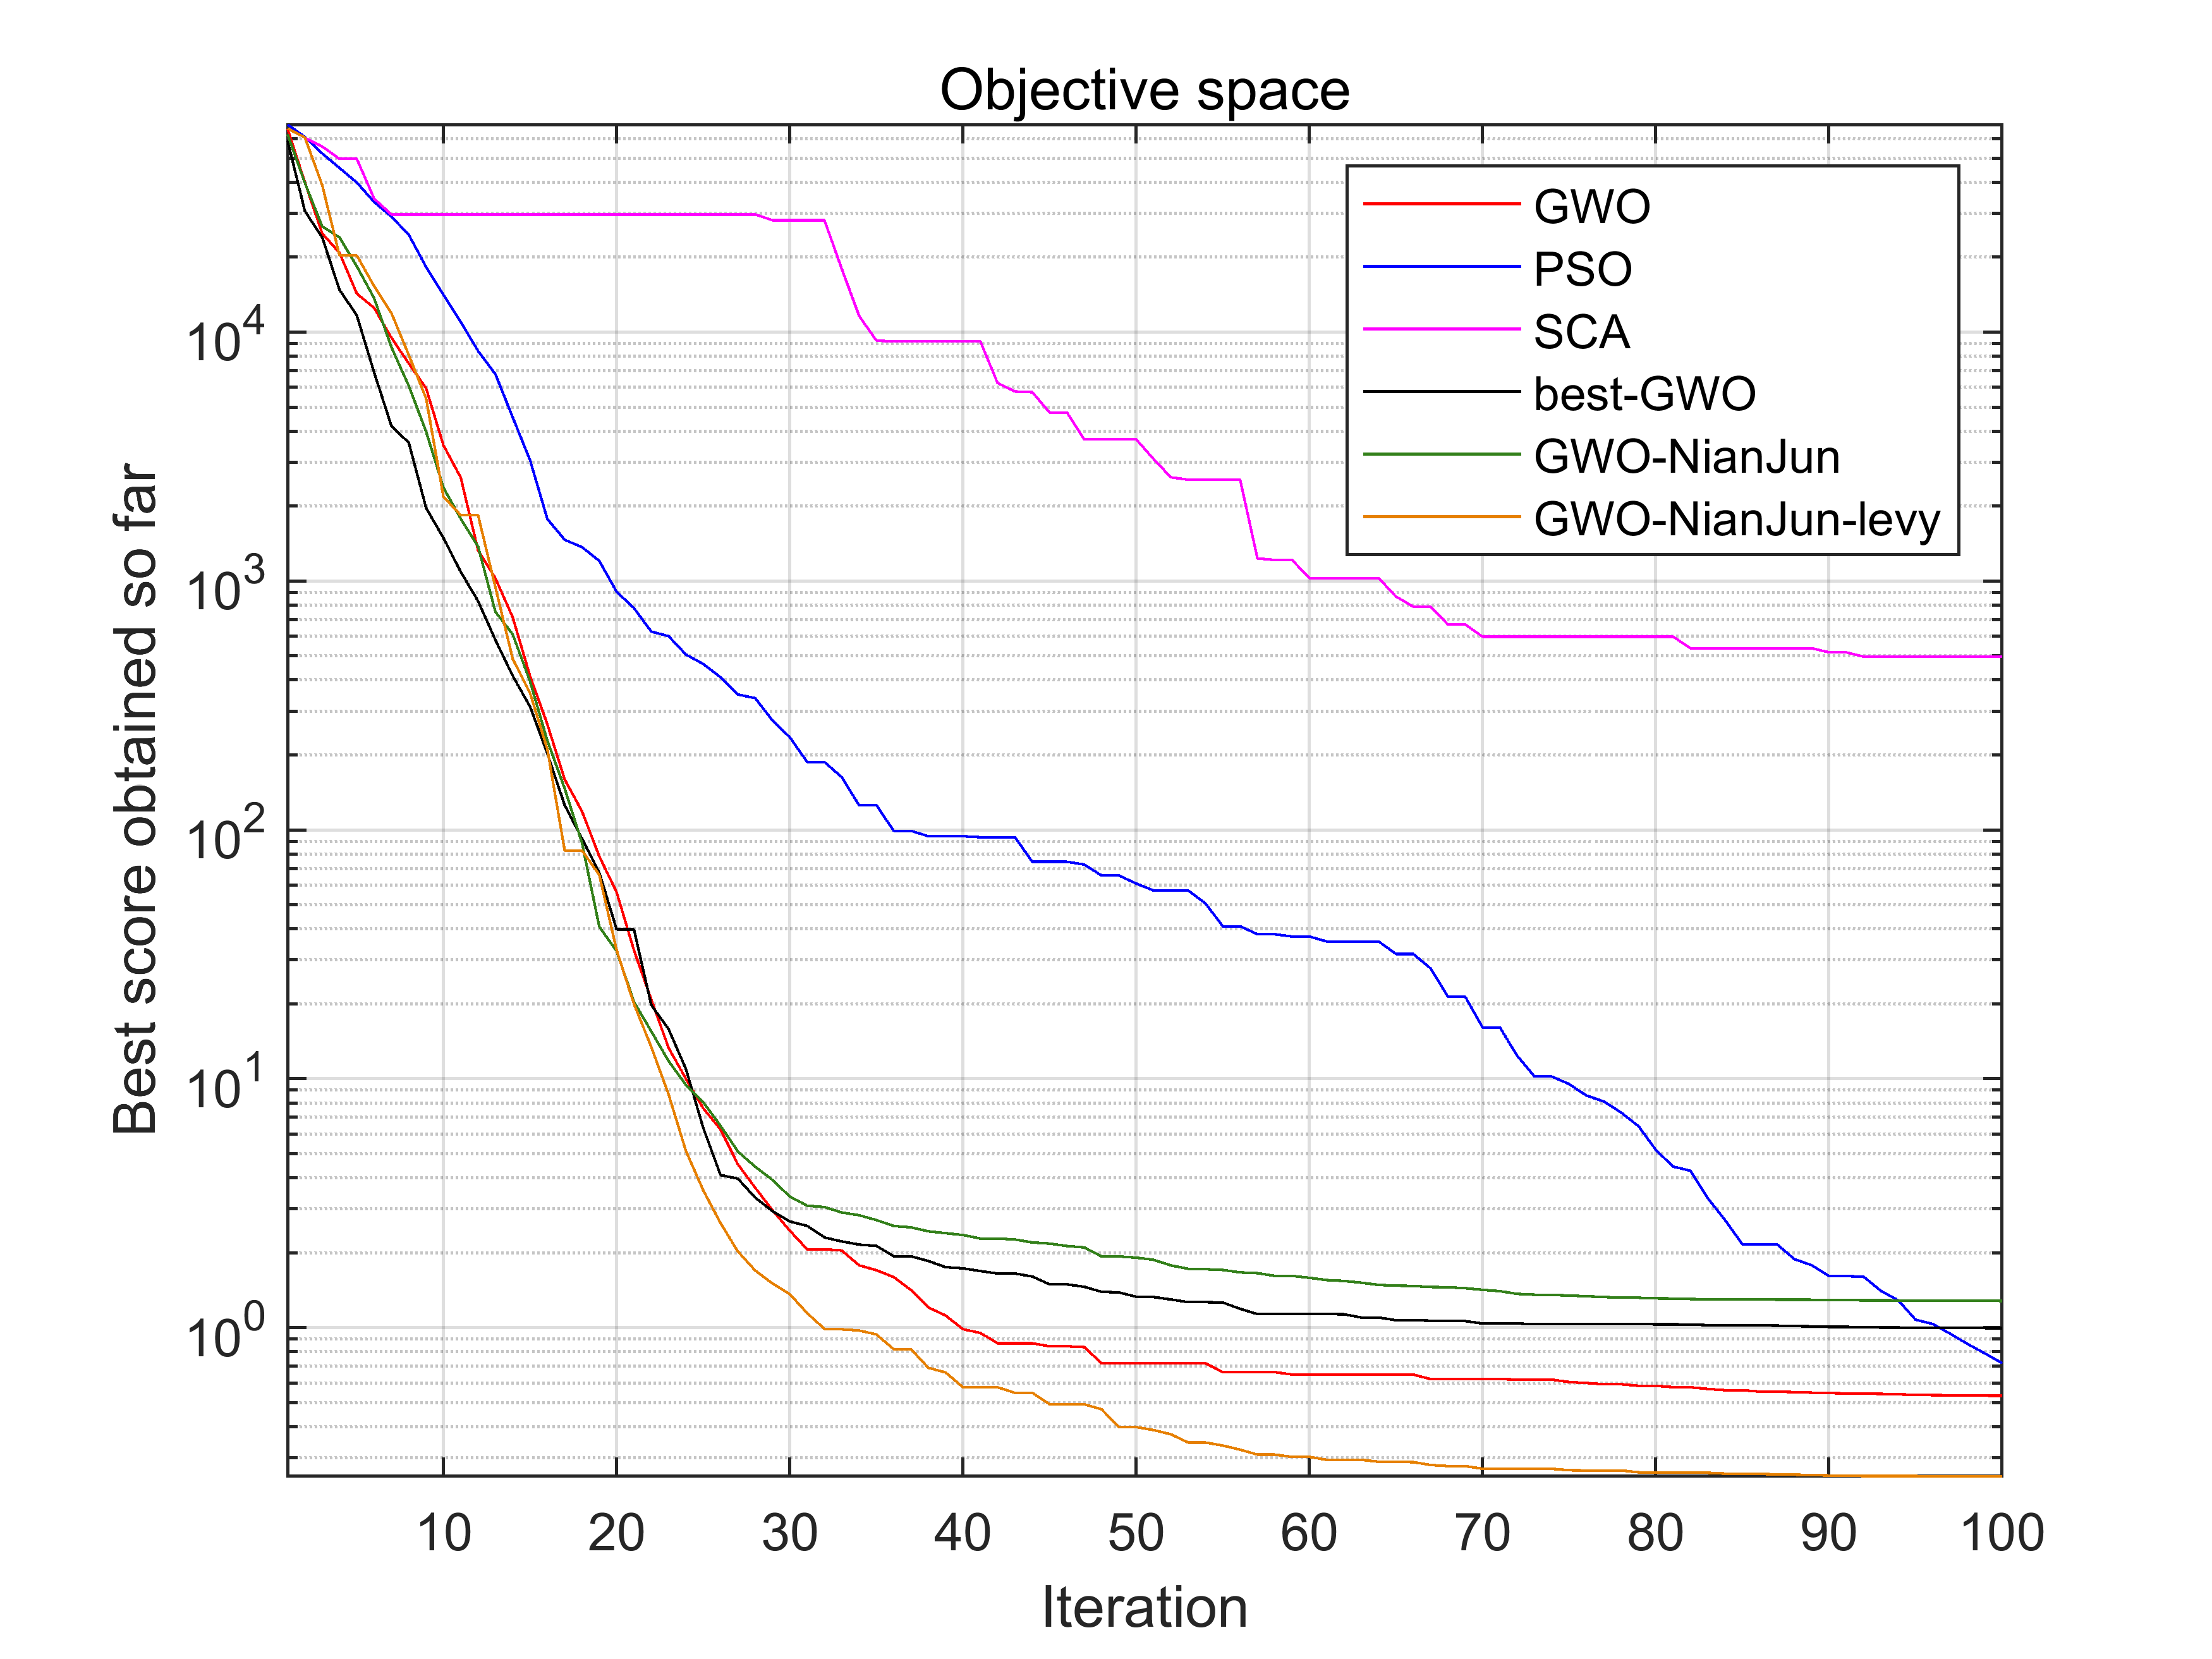 Objective space
Best score obtained so far
10^4
10^3
10^2
10^1
10^0
GWO
PSO
SCA
best-GWO
GWO-NianJun
GWO-NianJun-levy
10 20 30 40 50 60 70 80 90 100
Iteration